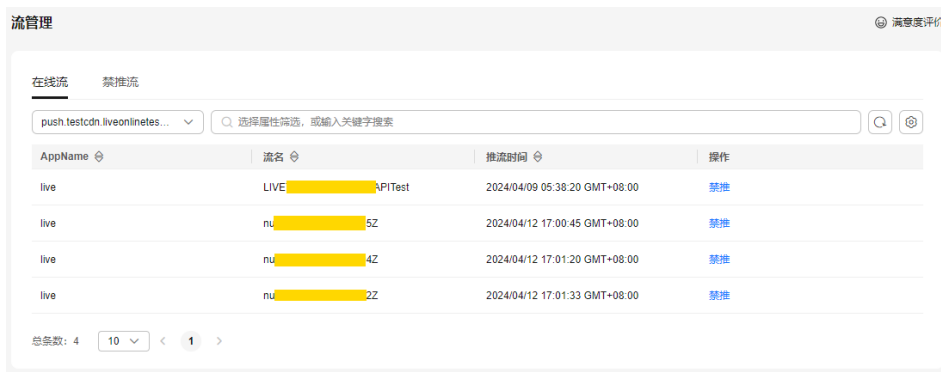 流管理
满意度评价
在线流 禁推流
push.testcdn.liveonlinetes... 选择属性筛选，或输入关键字搜索
AppName 流名 推流时间 操作
live LIVE APITest 2024/04/09 05:38:20 GMT+08:00 禁推
live nu 5Z 2024/04/12 17:00:45 GMT+08:00 禁推
live nu 4Z 2024/04/12 17:01:20 GMT+08:00 禁推
live nu 2Z 2024/04/12 17:01:33 GMT+08:00 禁推
总条数：4 10 < 1 >